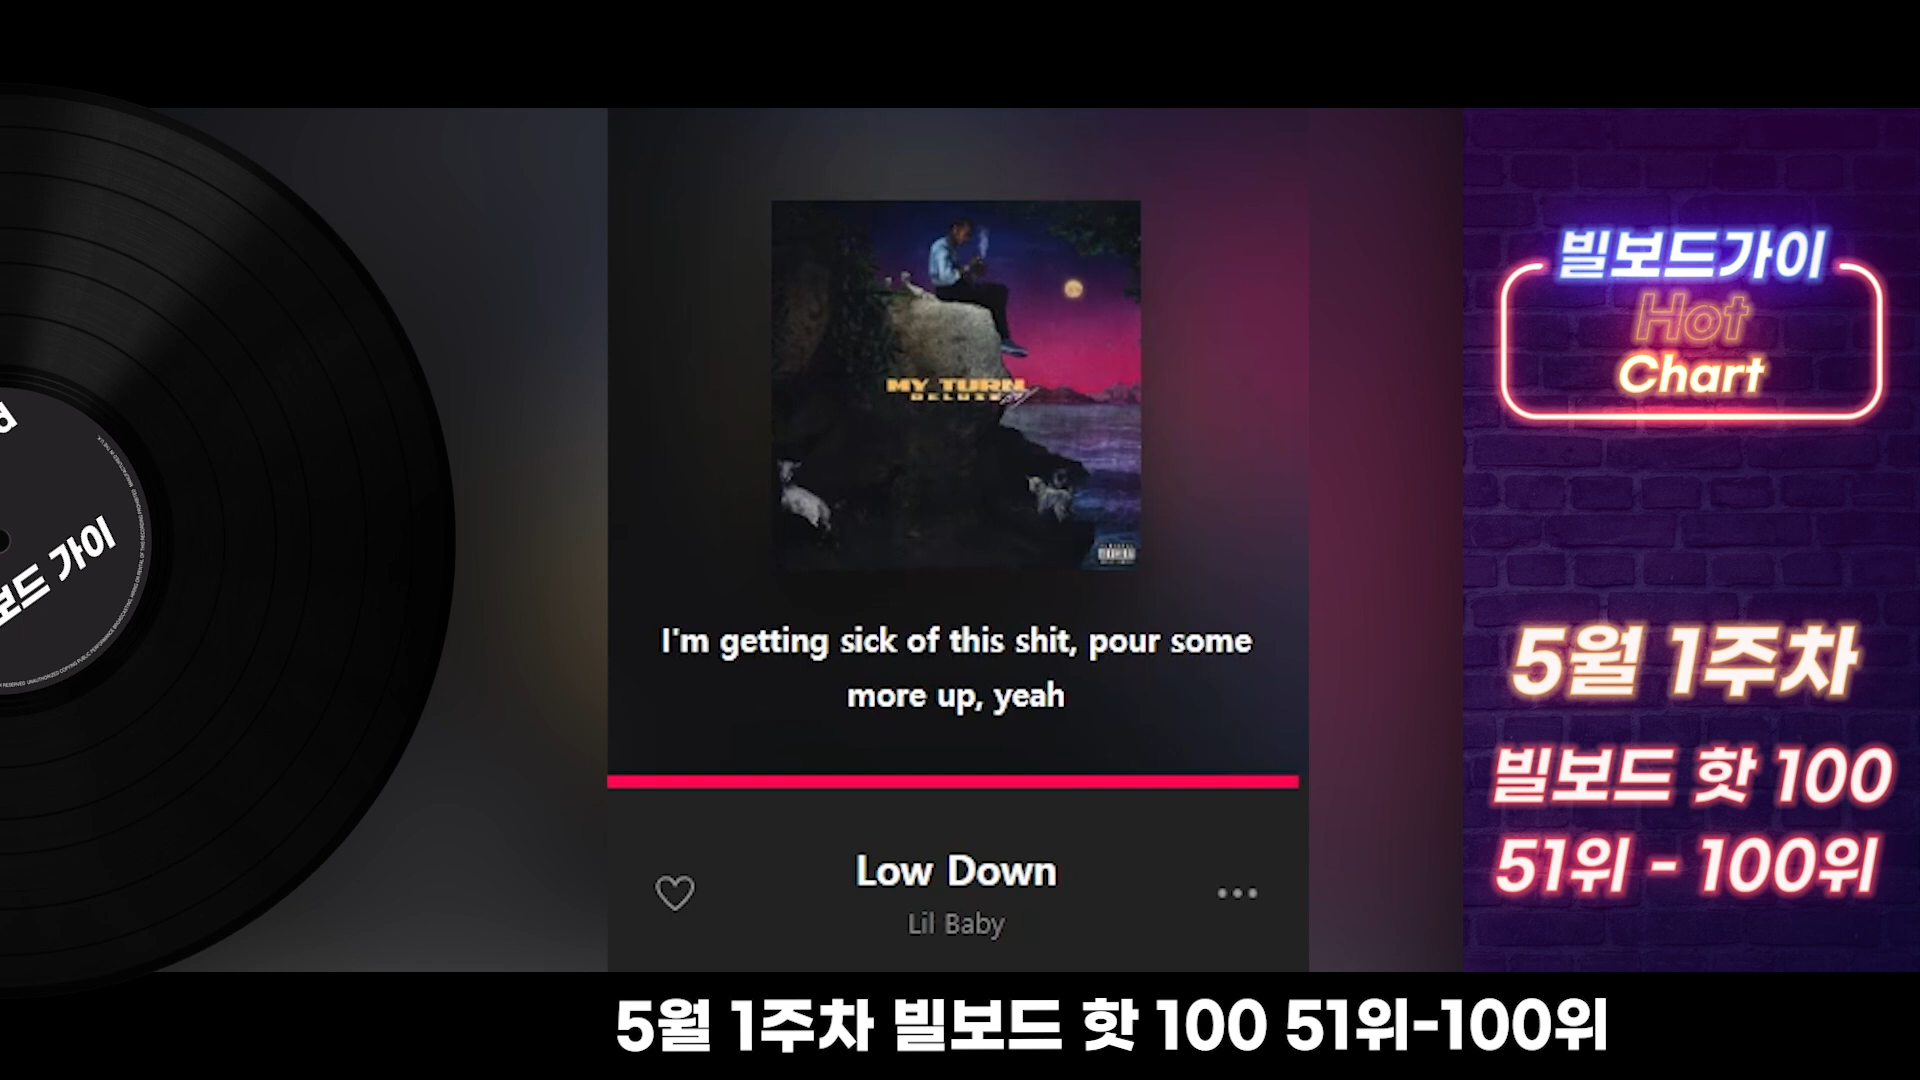 가이
빌보드가이
Hot
Chart
MY TURN
DELUXE
I'm getting sick of this shit, pour some
more up, yeah
Low Down
Lil Baby
5월 1주차
빌보드 핫 100
51위 - 100위
5월 1주차 빌보드 핫 100 51위-100위